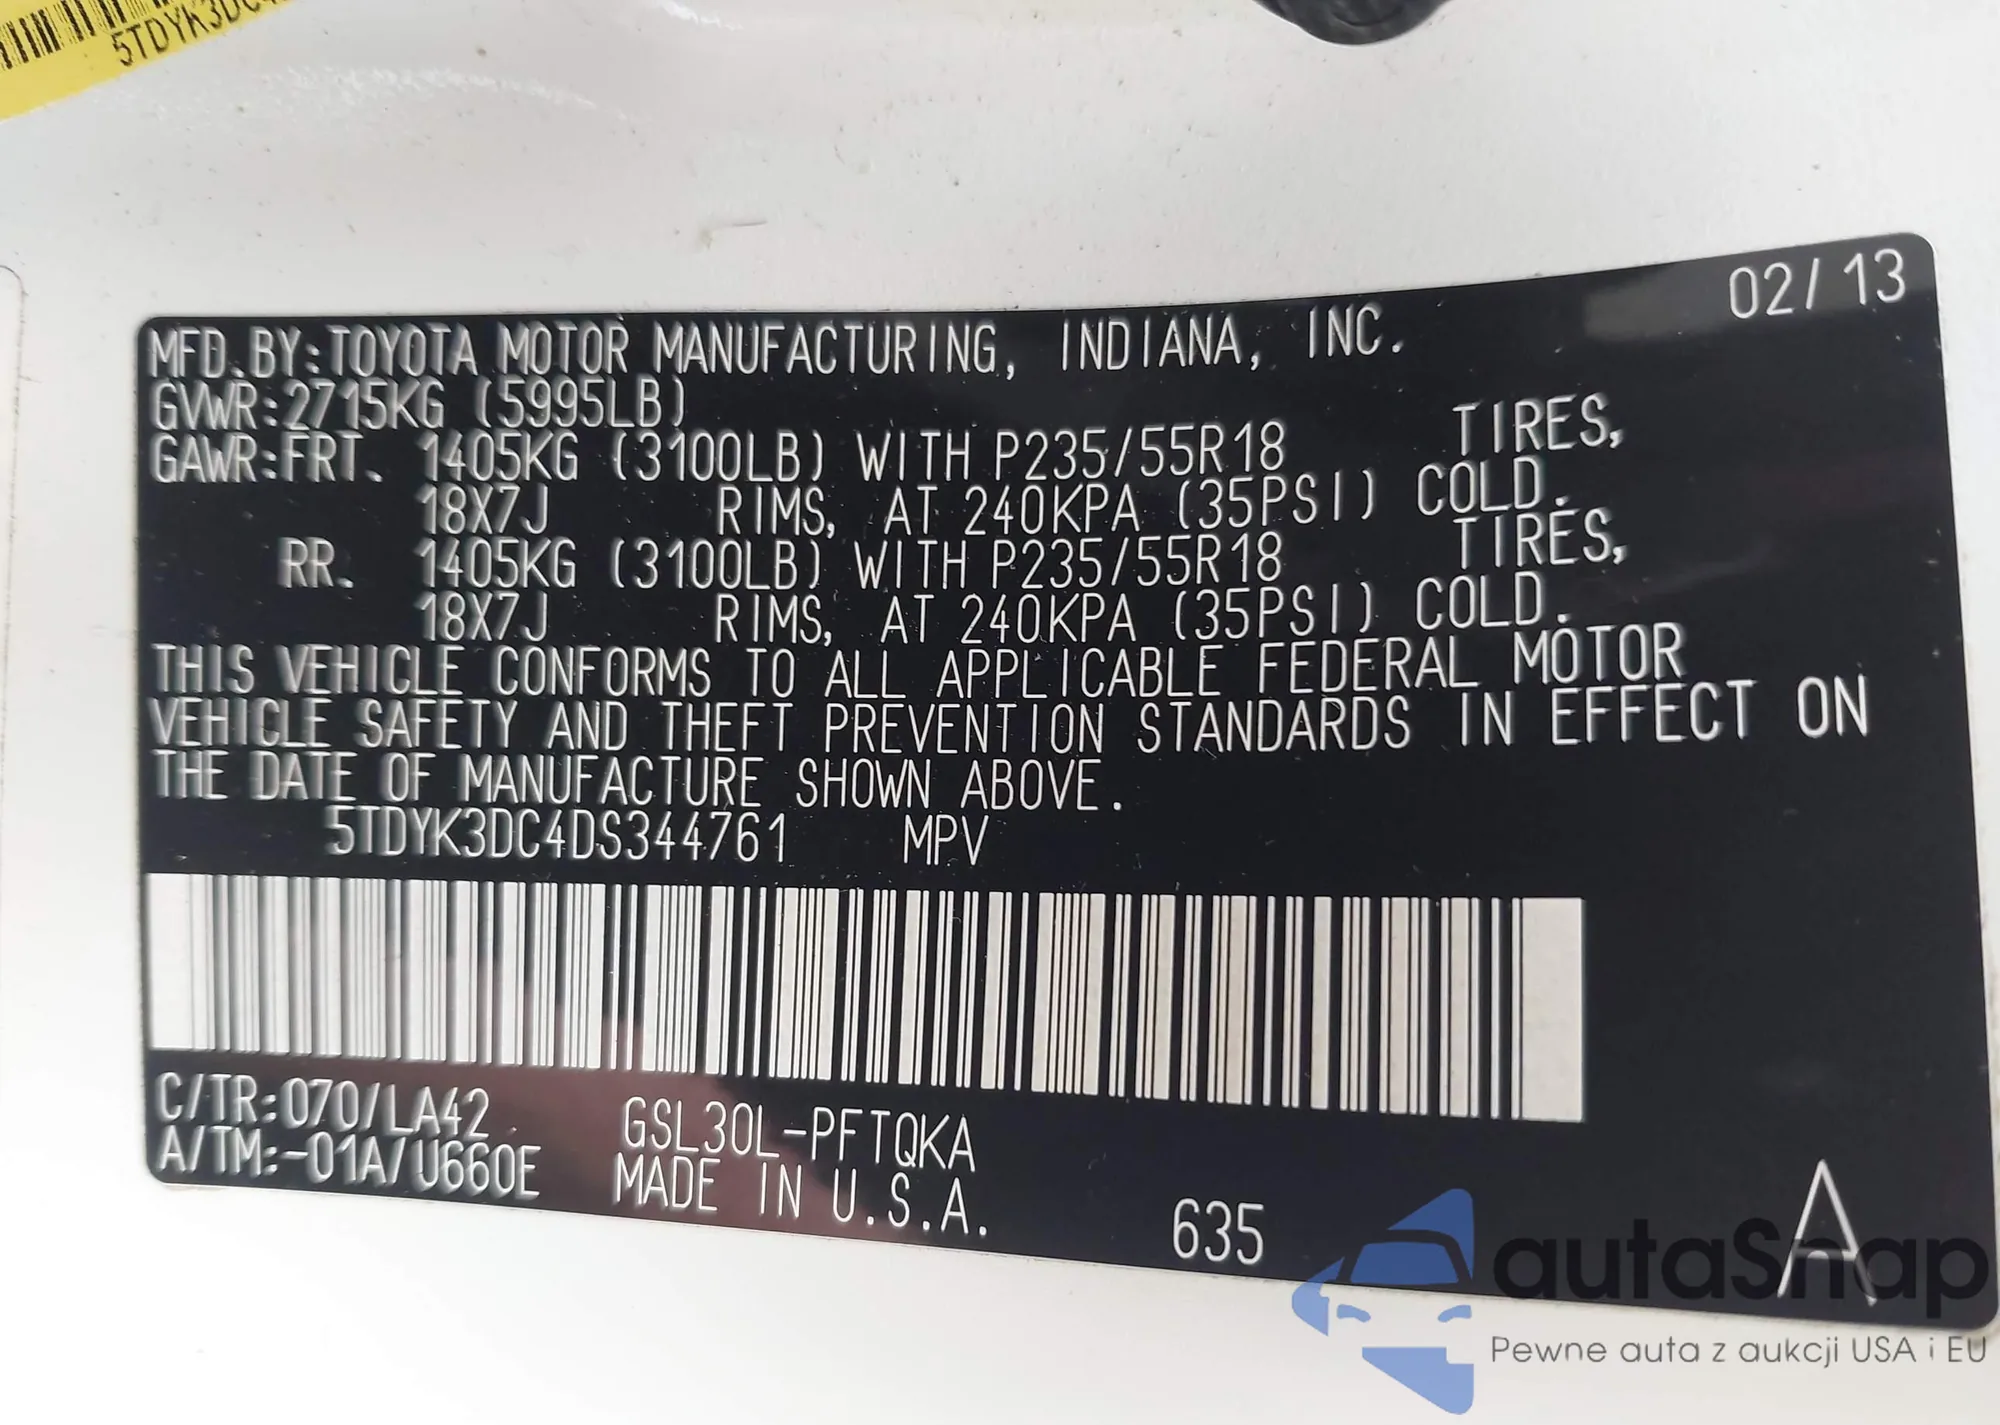 5TDYK3DC4
02/13
MFD. BY: TOYOTA MOTOR MANUFACTURING, INDIANA, INC.
GVWR: 2715KG (5995LB)
GAWR: FRT. 1405KG (3100LB) WITH P235/55R18 TIRES,
18X7J RIMS, AT 240KPA (35PSI) COLD.
RR. 1405KG (3100LB) WITH P235/55R18 TIRES,
18X7J RIMS, AT 240KPA (35PSI) COLD.
THIS VEHICLE CONFORMS TO ALL APPLICABLE FEDERAL MOTOR
VEHICLE SAFETY AND THEFT PREVENTION STANDARDS IN EFFECT ON
THE DATE OF MANUFACTURE SHOWN ABOVE.
5TDYK3DC4DS344761 MPV
C/TR: 070/LA42 GSL30L-PFTQKA
A/TM: -01A/U660E MADE IN U.S.A.
635 A
autaSnap
Pewne auta z aukcji USA i EU